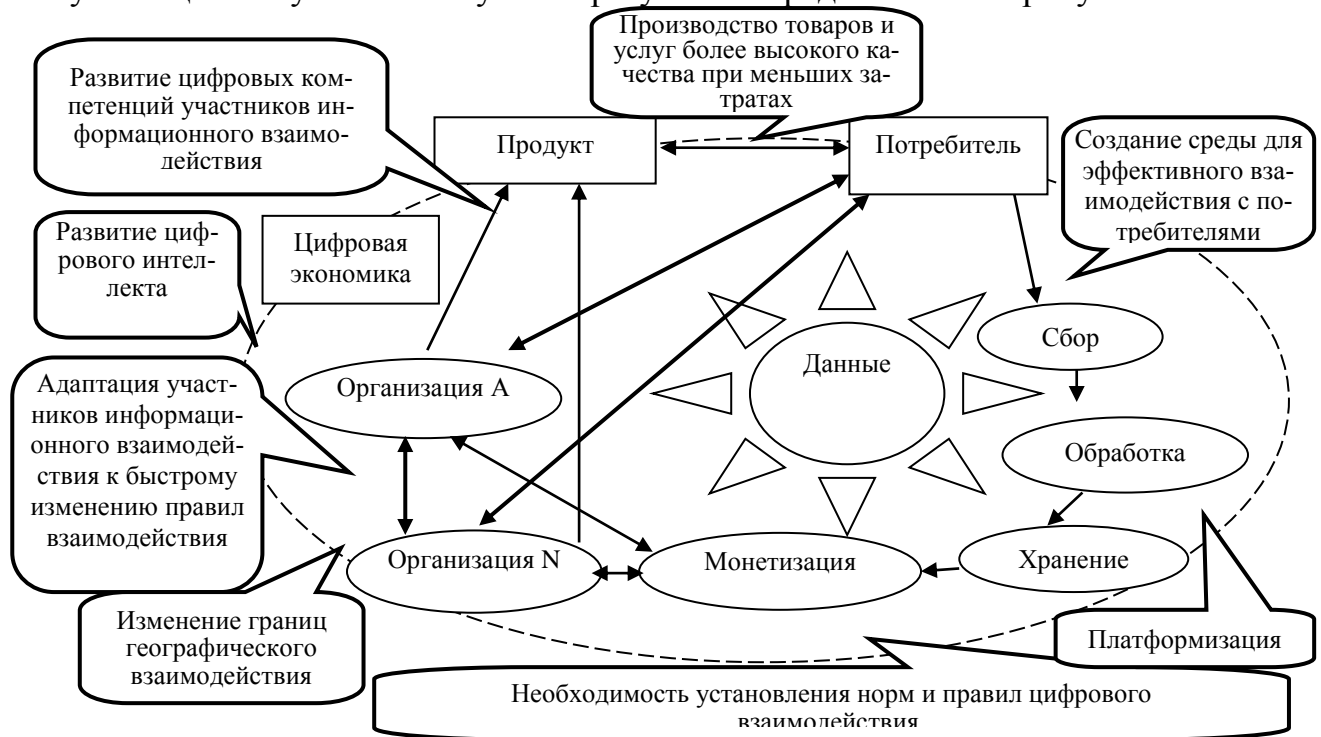 Производство товаров и
услуг более высокого ка-
чества при меньших за-
тратах
Развитие цифровых ком-
петенций участников ин-
формационного взаимо-
действия
Продукт
Потребитель
Создание среды для
эффективного вза-
имодействия с по-
требителями
Развитие циф-
рового интел-
лекта
Цифровая
экономика
Сбор
Данные
Адаптация участ-
ников информаци-
онного взаимодей-
ствия к быстрому
изменению правил
взаимодействия
Организация А
Обработка
Организация N
Монетизация
Хранение
Изменение границ
географического
взаимодействия
Платформизация
Необходимость установления норм и правил цифрового
взаимодействия